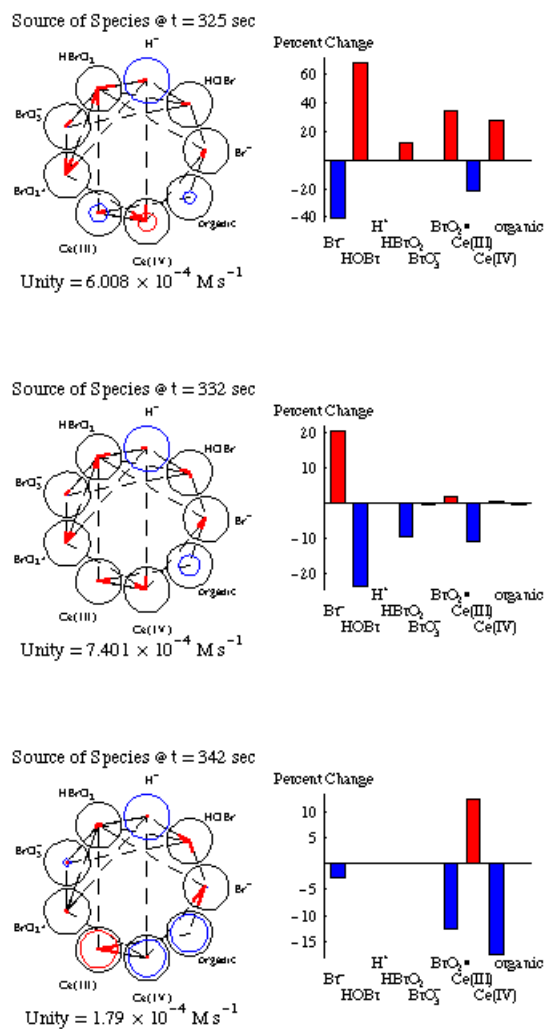 Source of Species @ t = 325 sec
H⁻
HBrO₂
HOBr
BrO₃⁻
Br⁻
BrO₂•
organic
Ce(III)
Ce(IV)
Unity = 6.008 × 10⁻⁴ M s⁻¹
Percent Change
60
40
20
−20
−40
H⁺ BrO₂• organic
Br⁻ HBrO₂ Ce(III)
HOBr BrO₃⁻ Ce(IV)
Source of Species @ t = 332 sec
H⁻
HBrO₂
HOBr
BrO₃⁻
Br⁻
BrO₂•
organic
Ce(III)
Ce(IV)
Unity = 7.401 × 10⁻⁴ M s⁻¹
Percent Change
20
10
−10
−20
H⁺ BrO₂• organic
Br⁻ HBrO₂ Ce(III)
HOBr BrO₃⁻ Ce(IV)
Source of Species @ t = 342 sec
H⁻
HBrO₂
HOBr
BrO₃⁻
Br⁻
BrO₂•
organic
Ce(III)
Ce(IV)
Unity = 1.79 × 10⁻⁴ M s⁻¹
Percent Change
10
5
−5
−10
−15
H⁺ BrO₂• organic
Br⁻ HBrO₂ Ce(III)
HOBr BrO₃⁻ Ce(IV)